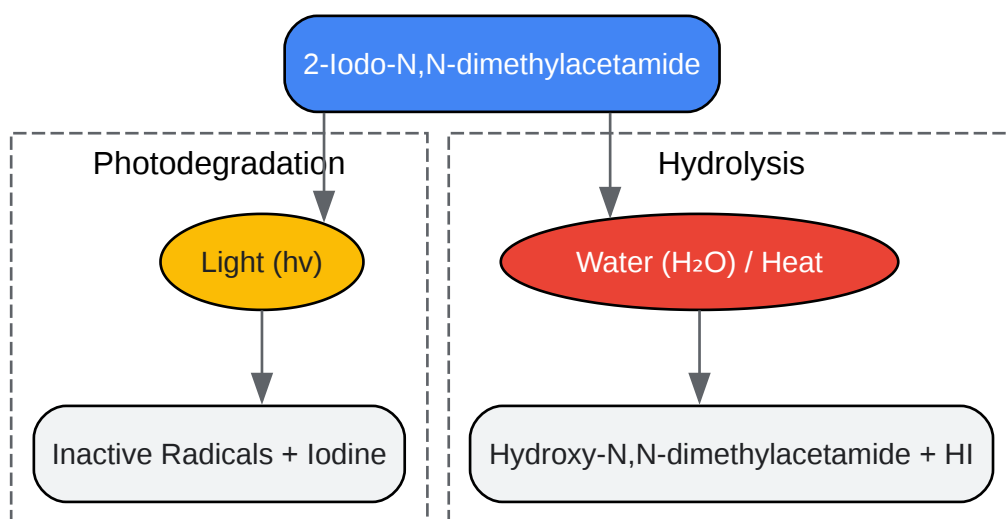 2-Iodo-N,N-dimethylacetamide
Photodegradation
Hydrolysis
Light (hv)
Water (H₂O) / Heat
Inactive Radicals + Iodine
Hydroxy-N,N-dimethylacetamide + HI